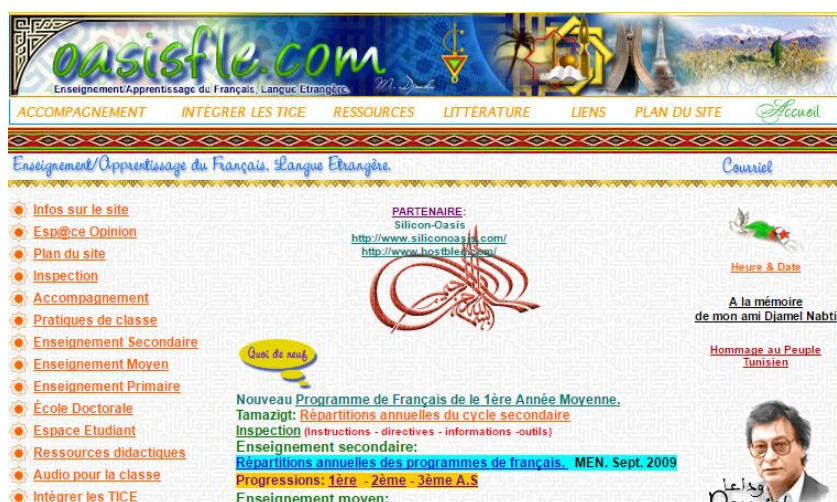 oasisfle.com
Enseignement/Apprentissage du Français, Langue Etrangère.
ACCOMPAGNEMENT INTÉGRER LES TICE RESSOURCES LITTÉRATURE LIENS PLAN DU SITE Accueil
Enseignement/Apprentissage du Français. Langue Etrangère. Courriel
Infos sur le site
Esp@ce Opinion
Plan du site
Inspection
Accompagnement
Pratiques de classe
Enseignement Secondaire
Enseignement Moyen
Enseignement Primaire
École Doctorale
Espace Etudiant
Ressources didactiques
Audio pour la classe
Intégrer les TICE
PARTENAIRE:
Silicon-Oasis
http://www.siliconoasis.com/
http://www.hostbleo.com/
Quoi de neuf
Nouveau Programme de Français de le 1ère Année Moyenne.
Tamazigt: Répartitions annuelles du cycle secondaire
Inspection (Instructions - directives - informations -outils)
Enseignement secondaire:
Répartitions annuelles des programmes de français. MEN. Sept. 2009
Progressions: 1ère - 2ème - 3ème A.S
Enseignement moyen:
Heure & Date
A la mémoire
de mon ami Djamel Nabti
Hommage au Peuple
Tunisien
وداعا